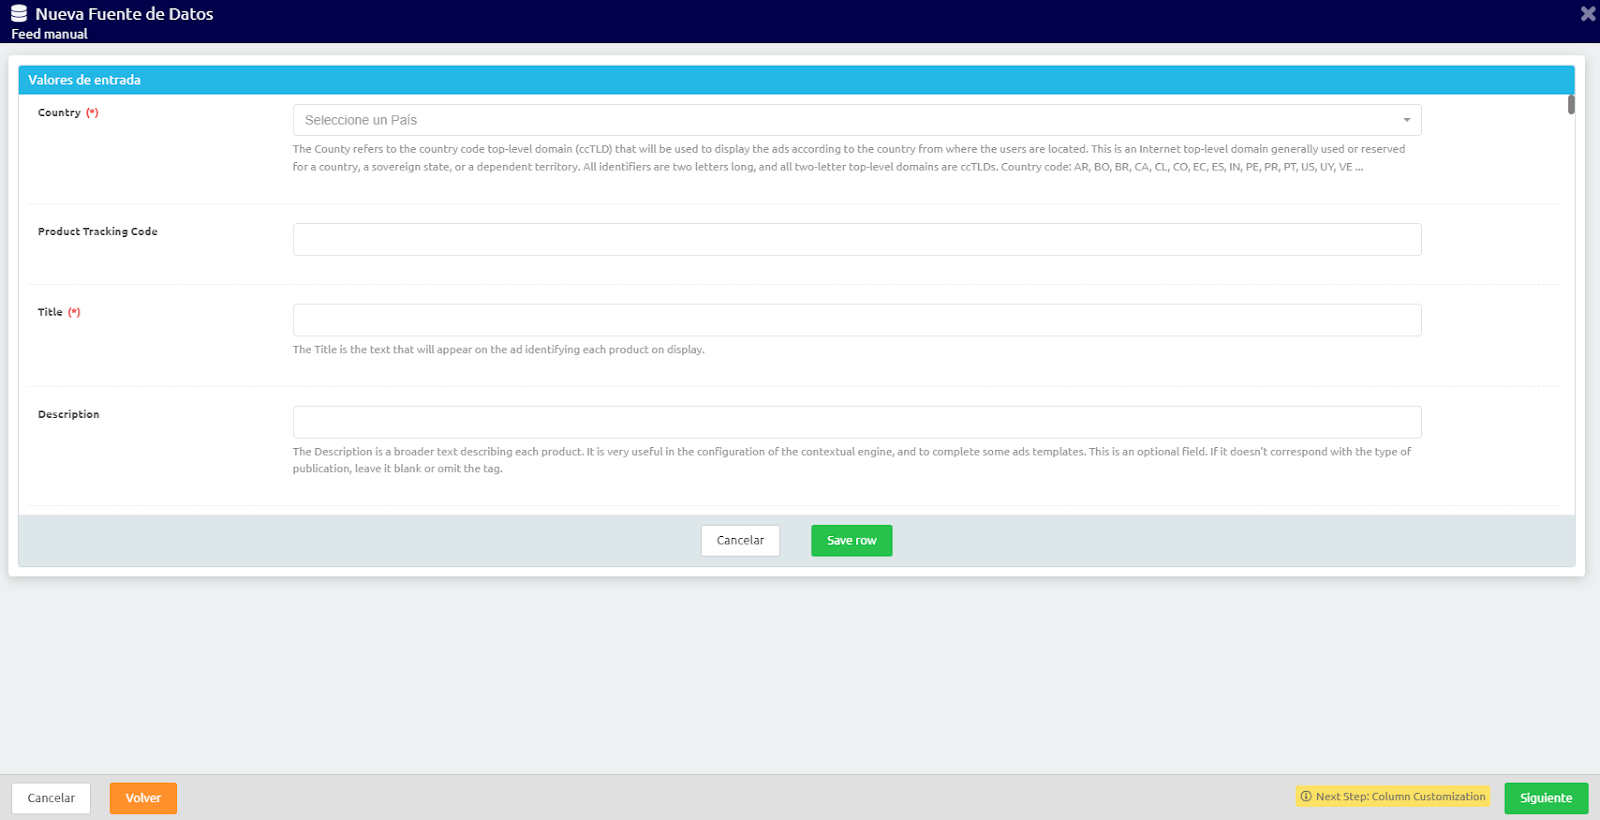 Nueva Fuente de Datos
Feed manual
Valores de entrada
Country (*)
Seleccione un País
The County refers to the country code top-level domain (ccTLD) that will be used to display the ads according to the country from where the users are located. This is an Internet top-level domain generally used or reserved
for a country, a sovereign state, or a dependent territory. All identifiers are two letters long, and all two-letter top-level domains are ccTLDs. Country code: AR, BO, BR, CA, CL, CO, EC, ES, IN, PE, PR, PT, US, UY, VE ...
Product Tracking Code
Title (*)
The Title is the text that will appear on the ad identifying each product on display.
Description
The Description is a broader text describing each product. It is very useful in the configuration of the contextual engine, and to complete some ads templates. This is an optional field. If it doesn't correspond with the type of
publication, leave it blank or omit the tag.
Cancelar
Save row
Cancelar
Volver
Next Step: Column Customization
Siguiente